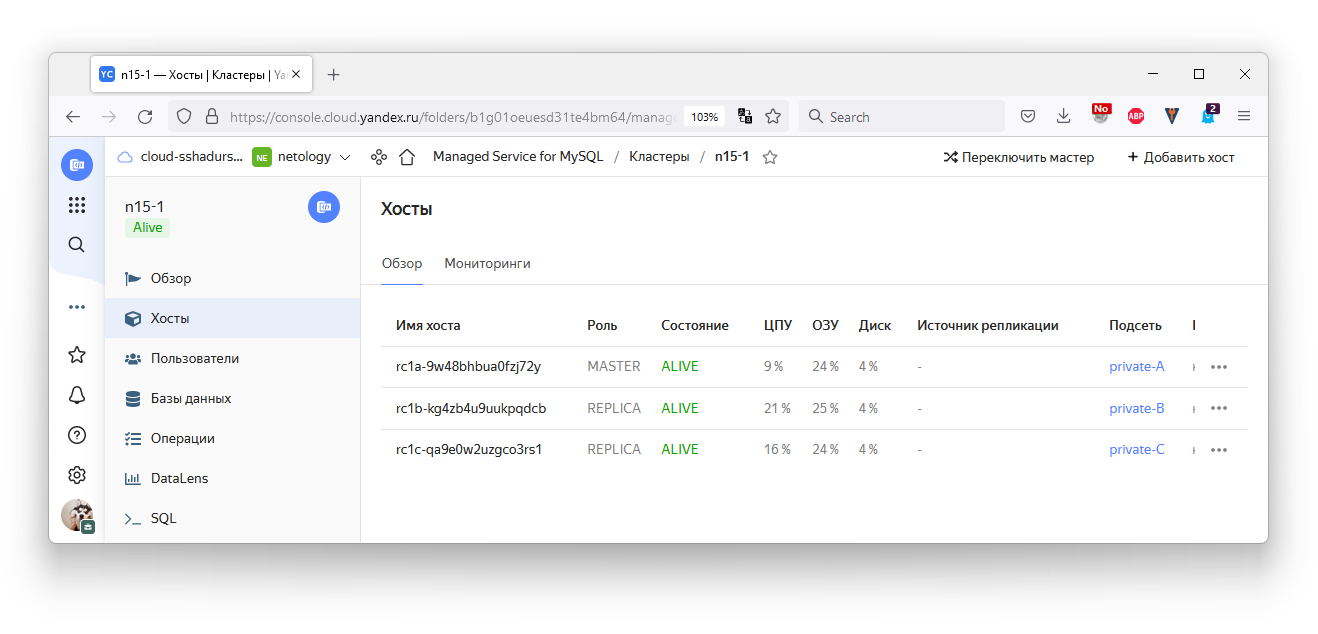 YC n15-1 — Хосты | Кластеры | Ya
https://console.cloud.yandex.ru/folders/b1g01oeuesd31te4bm64/manage 103% Search No ABP 2
cloud-sshadurs... NE netology Managed Service for MySQL / Кластеры / n15-1 Переключить мастер + Добавить хост
n15-1
Alive
Обзор
Хосты
Пользователи
Базы данных
Операции
DataLens
SQL
Хосты
Обзор Мониторинги
Имя хоста Роль Состояние ЦПУ ОЗУ Диск Источник репликации Подсеть
rc1a-9w48bhbua0fzj72y MASTER ALIVE 9 % 24 % 4 % - private-A
rc1b-kg4zb4u9uukpqdcb REPLICA ALIVE 21 % 25 % 4 % - private-B
rc1c-qa9e0w2uzgco3rs1 REPLICA ALIVE 16 % 24 % 4 % - private-C